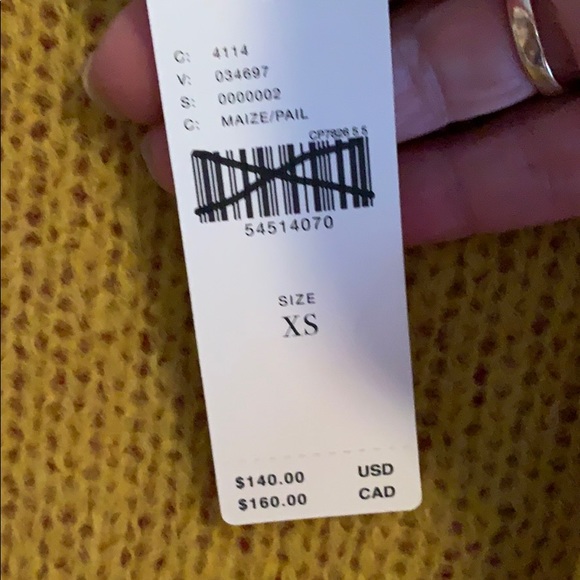 C: 4114
V: 034697
S: 0000002
C: MAIZE/PAIL
CP7826 5 5
54514070
SIZE
XS
$140.00 USD
$160.00 CAD